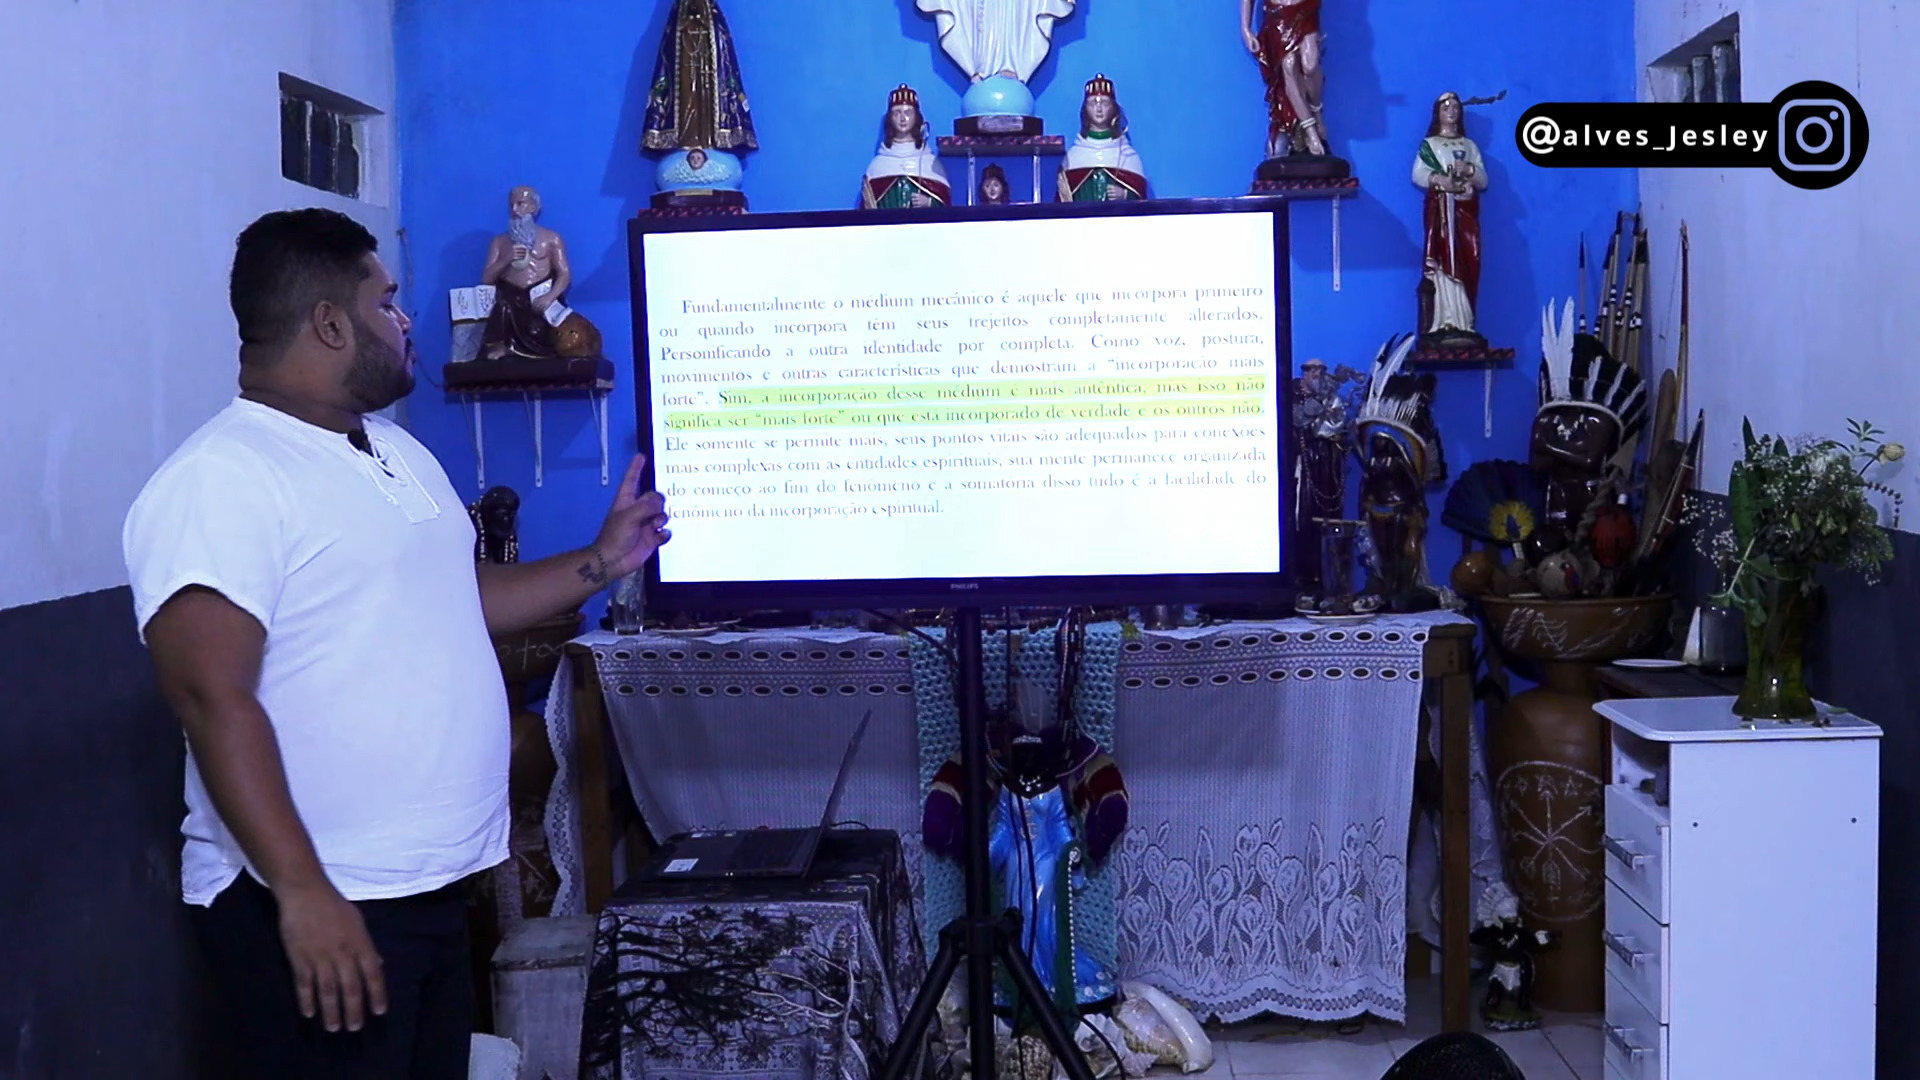 @alves_Jesley
Fundamentalmente o médium mecânico é aquele que incorpora primeiro
ou quando incorpora têm seus trejeitos completamente alterados.
Personificando a outra identidade por completa. Como voz, postura,
movimentos e outras características que demostram a “incorporação mais
forte”. Sim, a incorporação desse médium é mais autêntica, mas isso não
significa ser “mais forte” ou que está incorporado de verdade e os outros não.
Ele somente se permite mais, seus pontos vitais são adequados para conexões
mais complexas com as entidades espirituais, sua mente permanece organizada
do começo ao fim do fenômeno e a somatória disso tudo é a facilidade do
fenômeno da incorporação espiritual.
PHILIPS